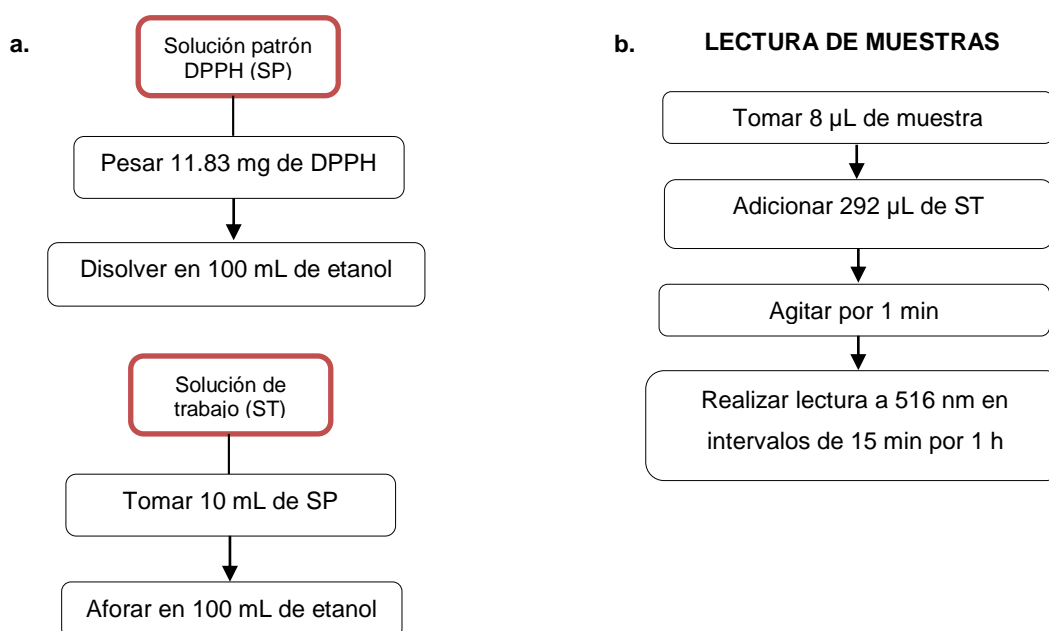 a.
Solución patrón
DPPH (SP)
Pesar 11.83 mg de DPPH
Disolver en 100 mL de etanol
Solución de
trabajo (ST)
Tomar 10 mL de SP
Aforar en 100 mL de etanol
b.
LECTURA DE MUESTRAS
Tomar 8 µL de muestra
Adicionar 292 µL de ST
Agitar por 1 min
Realizar lectura a 516 nm en
intervalos de 15 min por 1 h